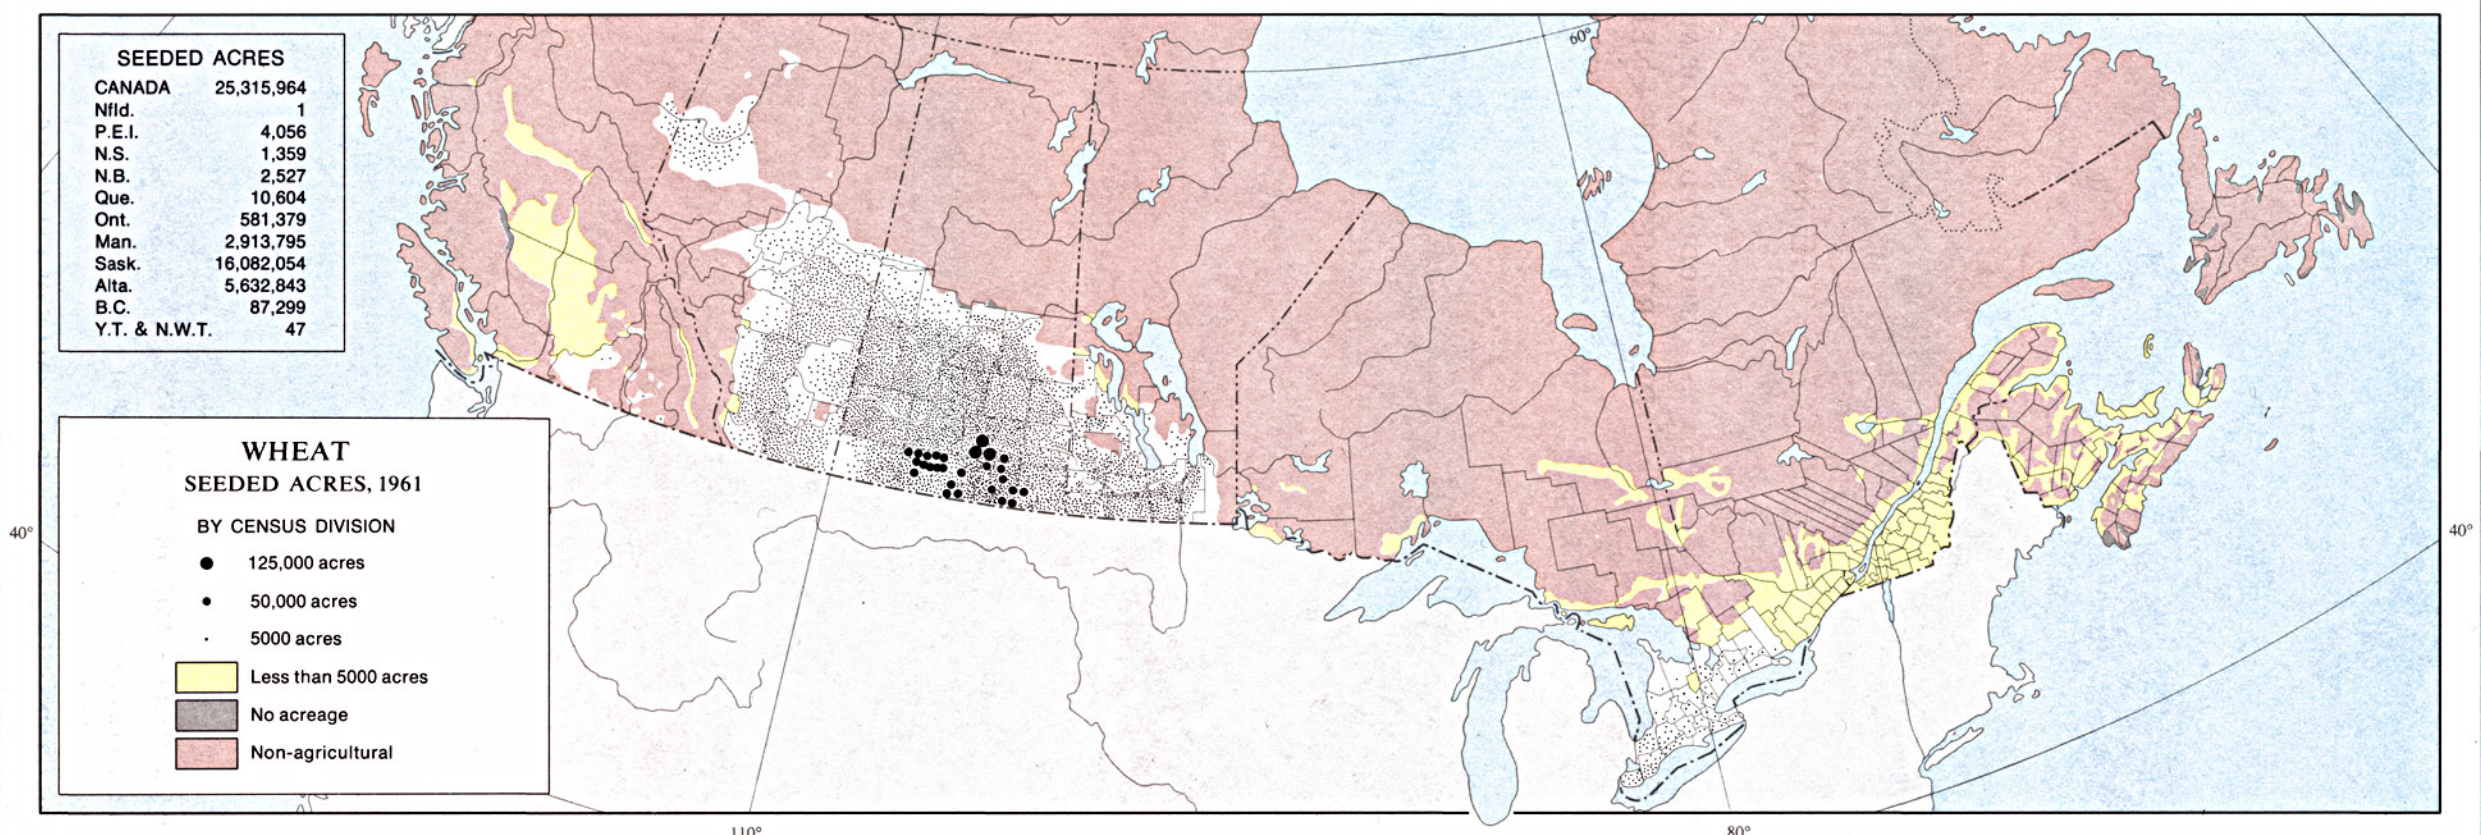 SEEDED ACRES
CANADA 25,315,964
Nfld. 1
P.E.I. 4,056
N.S. 1,359
N.B. 2,527
Que. 10,604
Ont. 581,379
Man. 2,913,795
Sask. 16,082,054
Alta. 5,632,843
B.C. 87,299
Y.T. & N.W.T. 47
60°
WHEAT
SEEDED ACRES, 1961
BY CENSUS DIVISION
125,000 acres
50,000 acres
5000 acres
Less than 5000 acres
No acreage
Non-agricultural
40°
40°
110°
80°